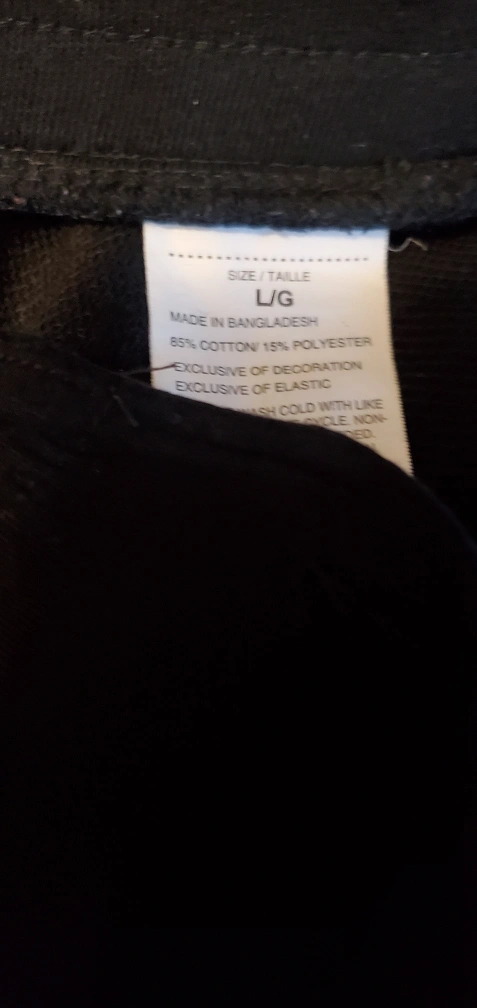 SIZE / TAILLE
L/G
MADE IN BANGLADESH
85% COTTON/ 15% POLYESTER
EXCLUSIVE OF DECORATION
EXCLUSIVE OF ELASTIC
WASH COLD WITH LIKE
CYCLE. NON-